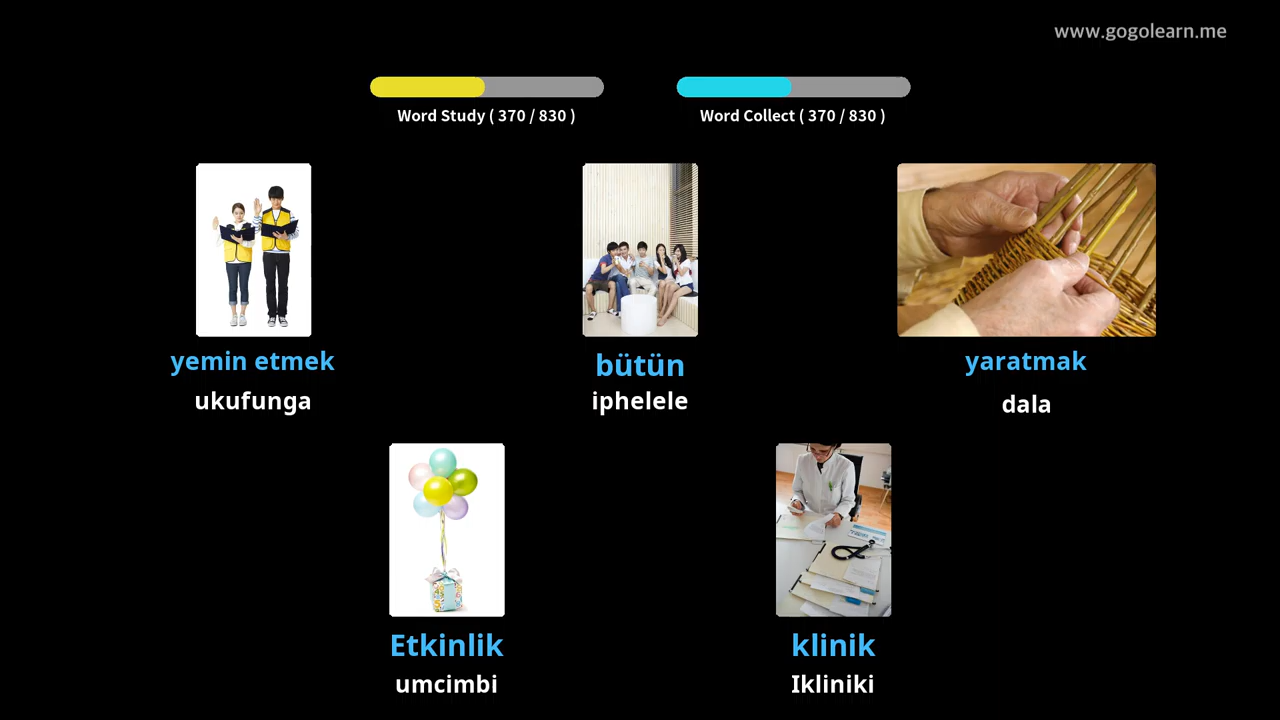 www.gogolearn.me
Word Study ( 370 / 830 )
Word Collect ( 370 / 830 )
yemin etmek
ukufunga
bütün
iphelele
yaratmak
dala
Etkinlik
umcimbi
klinik
Ikliniki